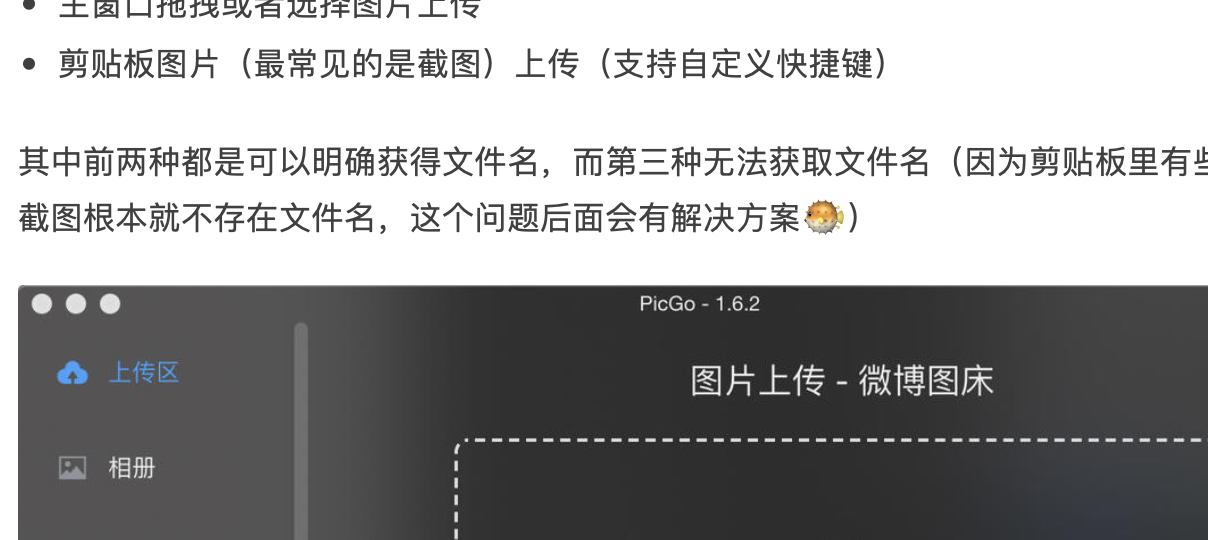 主窗口拖拽或者选择图片上传
剪贴板图片（最常见的是截图）上传（支持自定义快捷键）
其中前两种都是可以明确获得文件名，而第三种无法获取文件名（因为剪贴板里有些
截图根本就不存在文件名，这个问题后面会有解决方案🐡）
PicGo - 1.6.2
上传区
图片上传 - 微博图床
相册